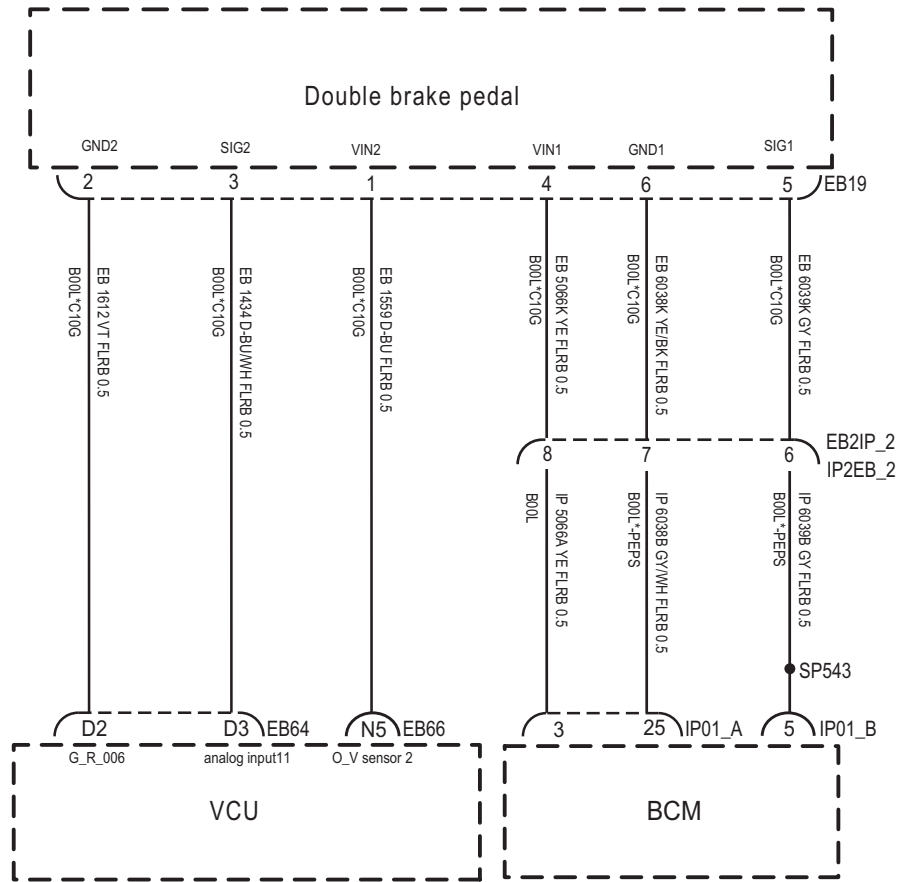 Double brake pedal
GND2 SIG2 VIN2 VIN1 GND1 SIG1
2 3 1 4 6 5 EB19
EB 1612 VT FLRB 0.5
B00L*C10G
EB 1434 D-BU/WH FLRB 0.5
B00L*C10G
EB 1559 D-BU FLRB 0.5
B00L*C10G
EB 5066K YE FLRB 0.5
B00L*C10G
EB 6038K YE/BK FLRB 0.5
B00L*C10G
EB 6039K GY FLRB 0.5
B00L*C10G
EB2IP_2
8 7 6
IP2EB_2
IP 5066A YE FLRB 0.5
B00L
IP 6038B GY/WH FLRB 0.5
B00L*-PEPS
IP 6039B GY FLRB 0.5
B00L*-PEPS
SP543
D2 D3 EB64 N5 EB66 3 25 IP01_A 5 IP01_B
G_R_006 analog input11 O_V sensor 2
VCU BCM